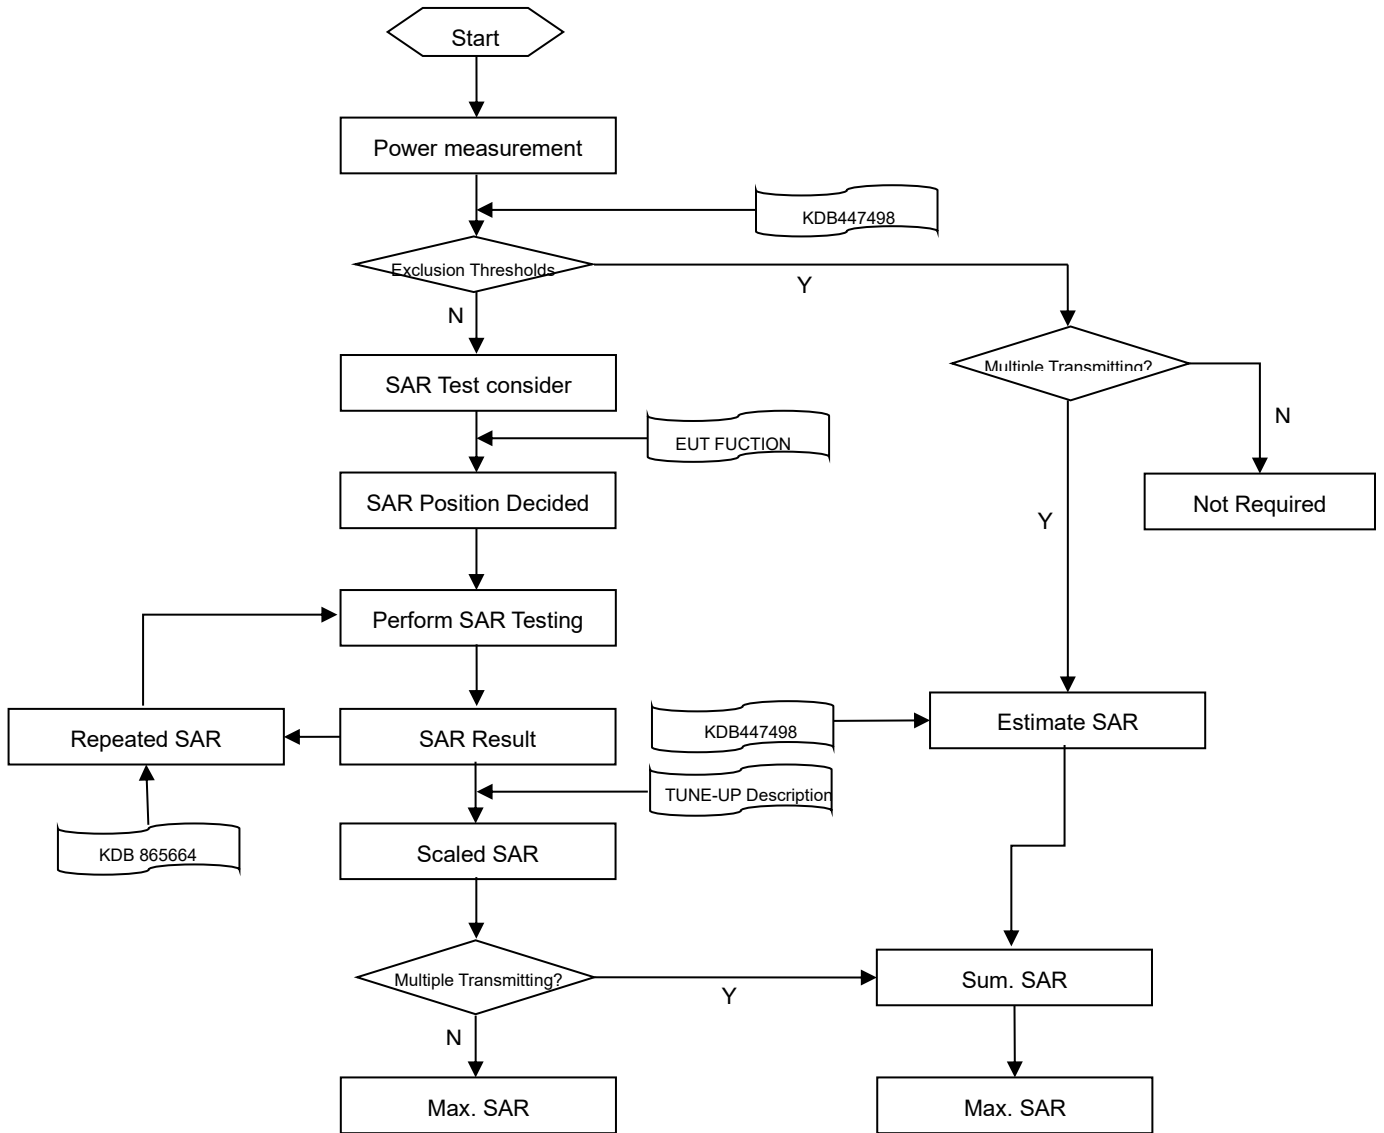 Start
Power measurement
KDB447498
Exclusion Thresholds
Y
N
Multiple Transmitting?
SAR Test consider
N
EUT FUCTION
SAR Position Decided
Not Required
Y
Perform SAR Testing
Repeated SAR
SAR Result
KDB447498
Estimate SAR
TUNE-UP Description
KDB 865664
Scaled SAR
Multiple Transmitting?
Y
Sum. SAR
N
Max. SAR
Max. SAR